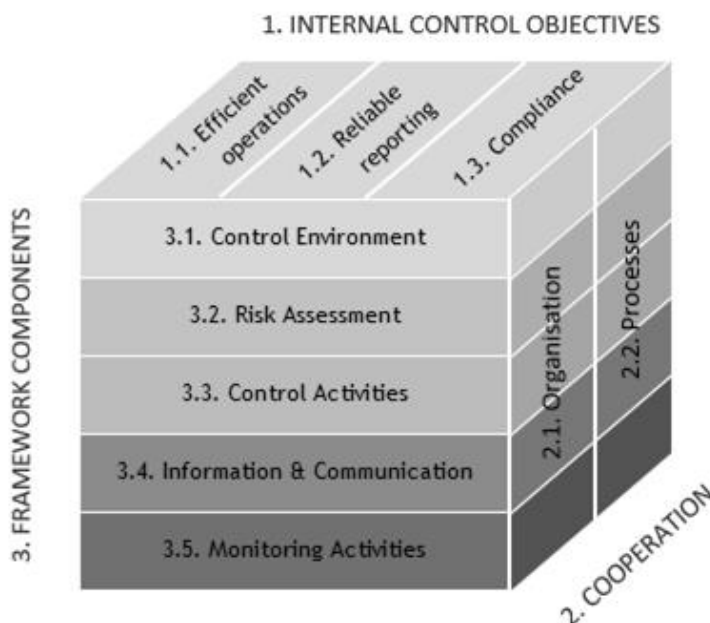 1. INTERNAL CONTROL OBJECTIVES
1.1. Efficient
operations
1.2. Reliable
reporting
1.3. Compliance
3. FRAMEWORK COMPONENTS
3.1. Control Environment
3.2. Risk Assessment
3.3. Control Activities
3.4. Information & Communication
3.5. Monitoring Activities
2.1. Organisation
2.2. Processes
2. COOPERATION